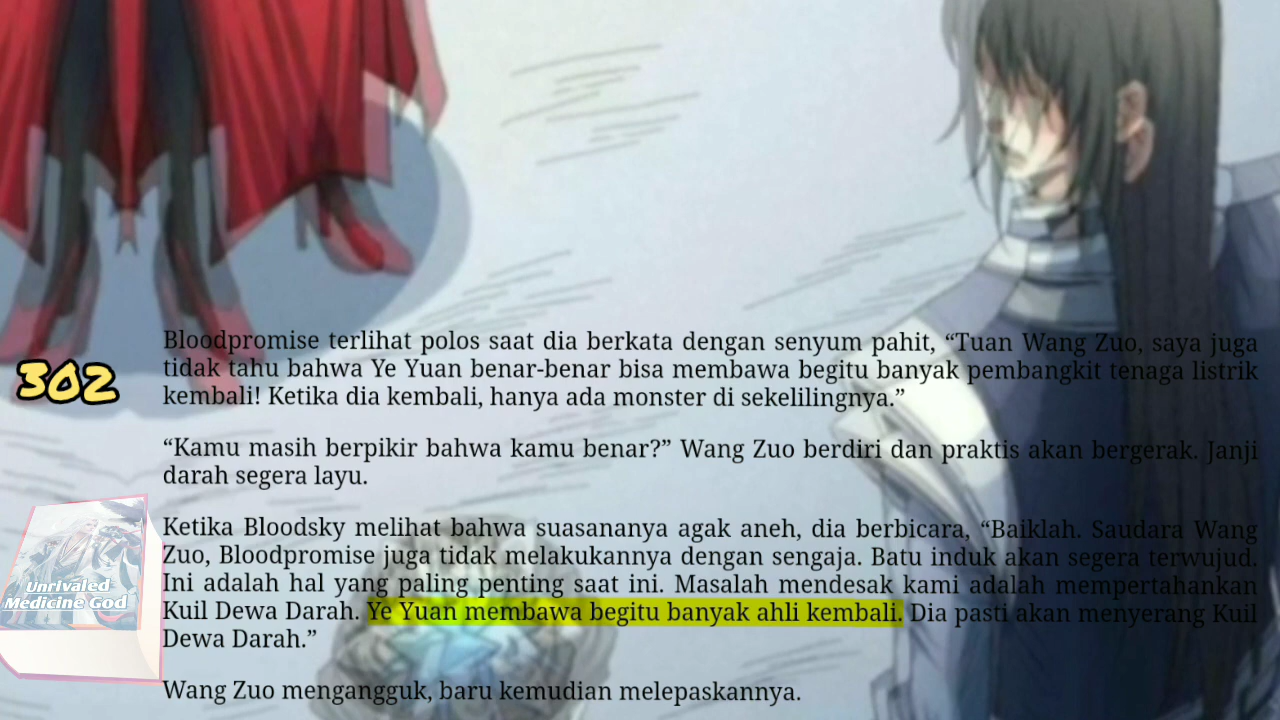 Bloodpromise terlihat polos saat dia berkata dengan senyum pahit, “Tuan Wang Zuo, saya juga
tidak tahu bahwa Ye Yuan benar-benar bisa membawa begitu banyak pembangkit tenaga listrik
kembali! Ketika dia kembali, hanya ada monster di sekelilingnya.”
302
“Kamu masih berpikir bahwa kamu benar?” Wang Zuo berdiri dan praktis akan bergerak. Janji
darah segera layu.
Ketika Bloodsky melihat bahwa suasananya agak aneh, dia berbicara, “Baiklah. Saudara Wang
Zuo, Bloodpromise juga tidak melakukannya dengan sengaja. Batu induk akan segera terwujud.
Ini adalah hal yang paling penting saat ini. Masalah mendesak kami adalah mempertahankan
Kuil Dewa Darah. Ye Yuan membawa begitu banyak ahli kembali. Dia pasti akan menyerang Kuil
Dewa Darah.”
Wang Zuo mengangguk, baru kemudian melepaskannya.
Unrivaled
Medicine God